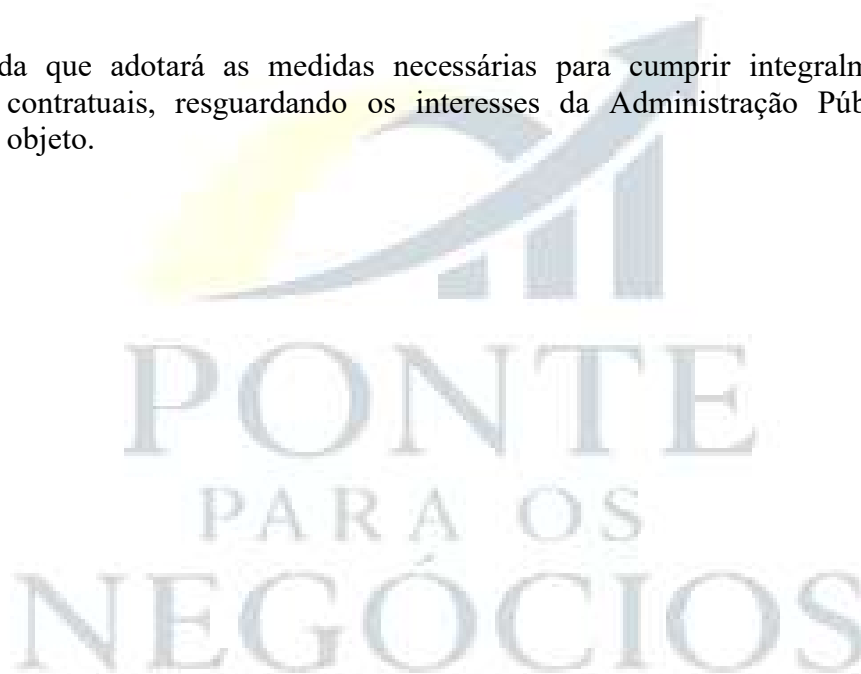 da que adotará as medidas necessárias para cumprir integralm
contratuais, resguardando os interesses da Administração Púb
objeto.
PONTE
PARA OS
NEGÓCIOS